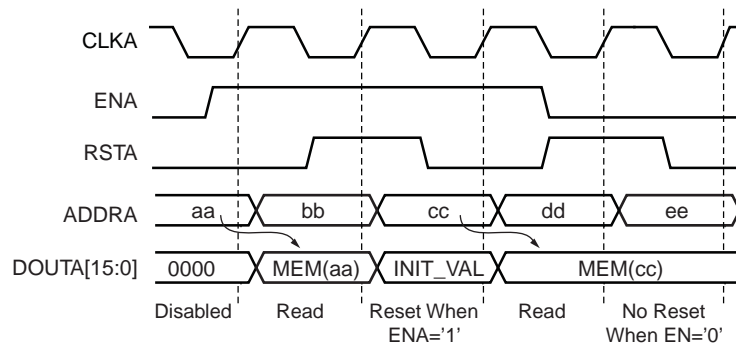 CLKA
ENA
RSTA
ADDRA aa bb cc dd ee
DOUTA[15:0] 0000 MEM(aa) INIT_VAL MEM(cc)
Disabled Read Reset When Read No Reset
ENA='1' When EN='0'